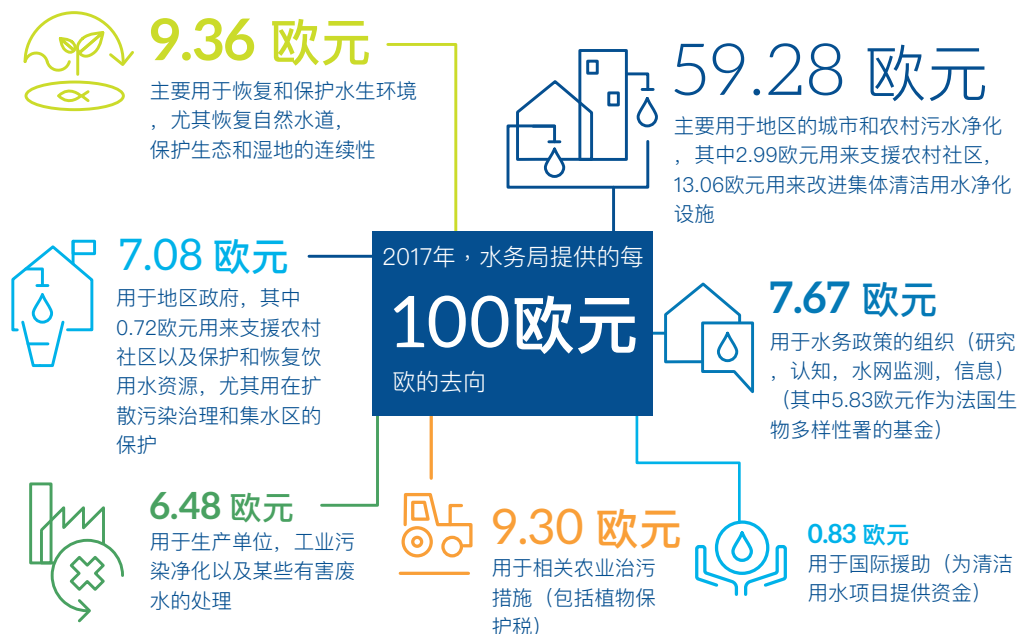 9.36 欧元
主要用于恢复和保护水生环境
，尤其恢复自然水道，
保护生态和湿地的连续性
59.28 欧元
主要用于地区的城市和农村污水净化
，其中2.99欧元用来支援农村社区，
13.06欧元用来改进集体清洁用水净化
设施
7.08 欧元
用于地区政府，其中
0.72欧元用来支援农村
社区以及保护和恢复饮
用水资源，尤其用在扩
散污染治理和集水区的
保护
2017年，水务局提供的每
100欧元
欧的去向
7.67 欧元
用于水务政策的组织（研究
，认知，水网监测，信息）
（其中5.83欧元作为法国生
物多样性署的基金）
6.48 欧元
用于生产单位，工业污
染净化以及某些有害废
水的处理
9.30 欧元
用于相关农业治污
措施（包括植物保
护税）
0.83 欧元
用于国际援助（为清洁
用水项目提供资金）